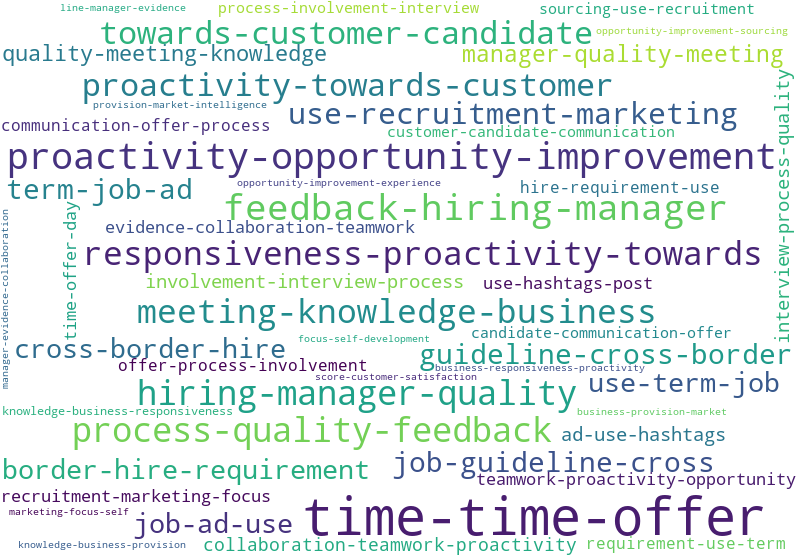 line-manager-evidence
process-involvement-interview
sourcing-use-recruitment
towards-customer-candidate
opportunity-improvement-sourcing
quality-meeting-knowledge
manager-quality-meeting
proactivity-towards-customer
provision-market-intelligence
use-recruitment-marketing
communication-offer-process
customer-candidate-communication
interview-process-quality
proactivity-opportunity-improvement
term-job-ad
opportunity-improvement-experience
hire-requirement-use
feedback-hiring-manager
time-offer-day
manager-evidence-collaboration
evidence-collaboration-teamwork
responsiveness-proactivity-towards
involvement-interview-process
use-hashtags-post
meeting-knowledge-business
candidate-communication-offer
focus-self-development
cross-border-hire
guideline-cross-border
offer-process-involvement
business-responsiveness-proactivity
score-customer-satisfaction
hiring-manager-quality
use-term-job
knowledge-business-responsiveness
business-provision-market
process-quality-feedback
ad-use-hashtags
border-hire-requirement
job-guideline-cross
teamwork-proactivity-opportunity
recruitment-marketing-focus
marketing-focus-self
job-ad-use
time-time-offer
knowledge-business-provision
collaboration-teamwork-proactivity
requirement-use-term